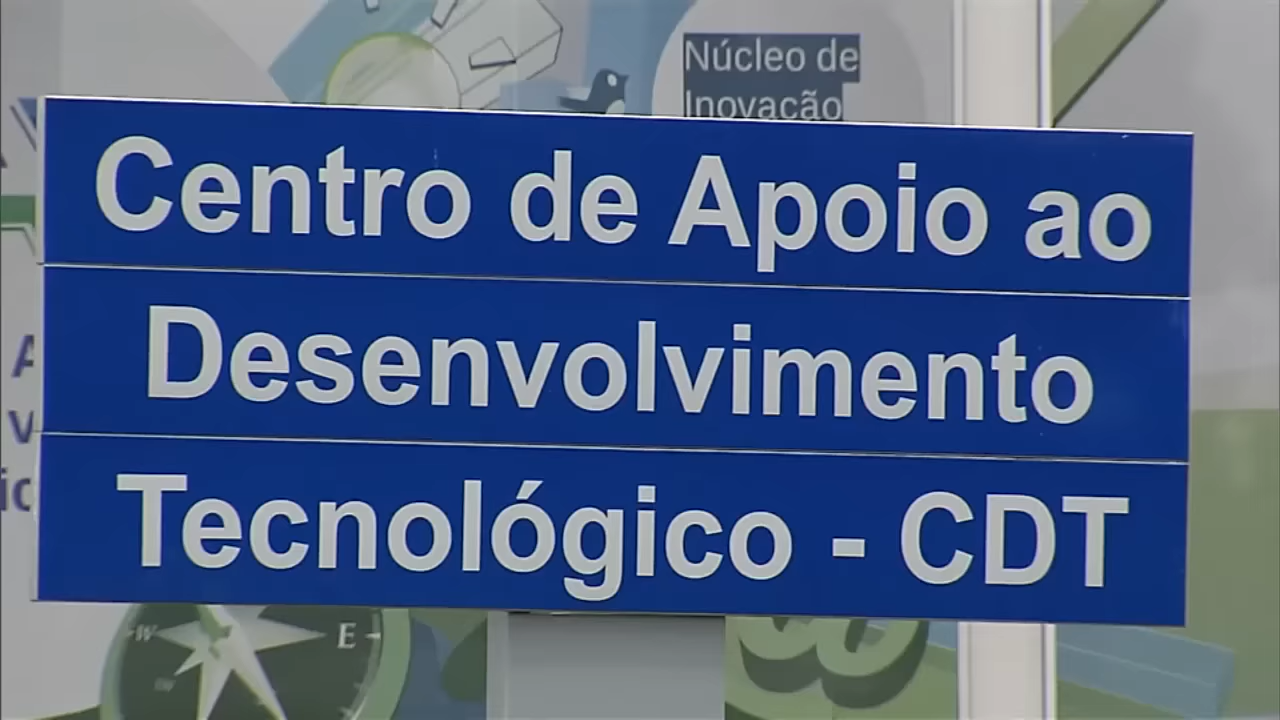 Núcleo de
Inovação
Centro de Apoio ao
Desenvolvimento
Tecnológico - CDT
W
E